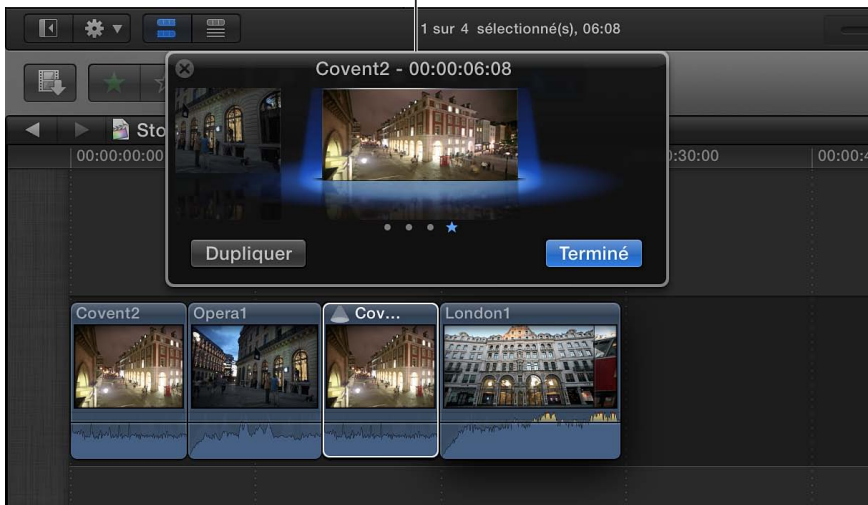 1 sur 4 sélectionné(s), 06:08
Covent2 - 00:00:06:08
Sto
00:00:00:00
0:30:00
00:00:4
Dupliquer
Terminé
Covent2
Opera1
Cov...
London1